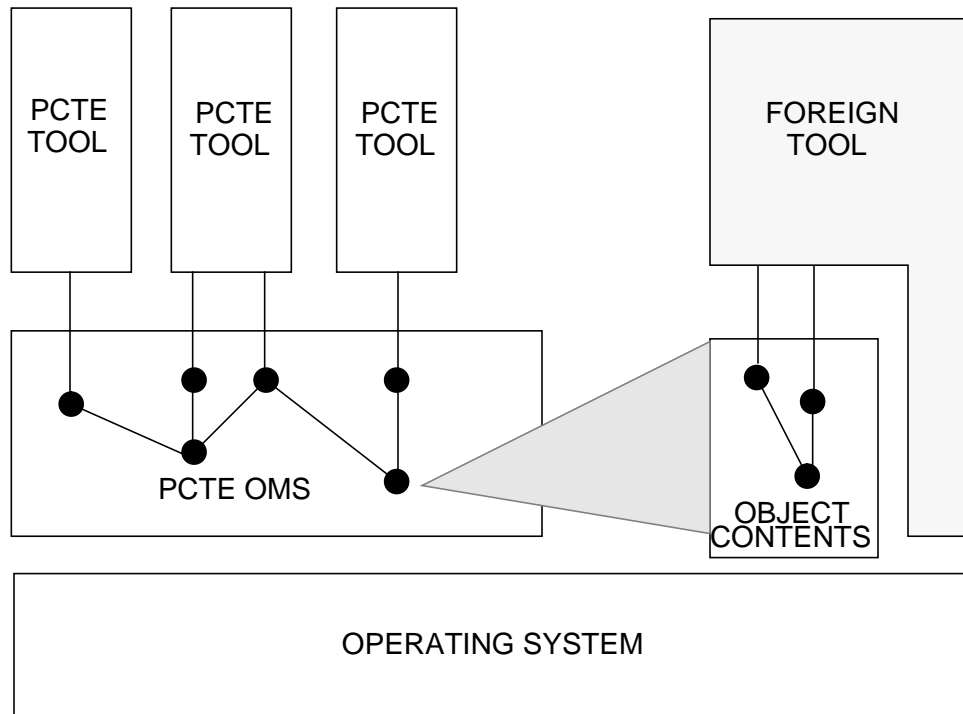 PCTE
TOOL
PCTE
TOOL
PCTE
TOOL
FOREIGN
TOOL
PCTE OMS
OBJECT
CONTENTS
OPERATING SYSTEM